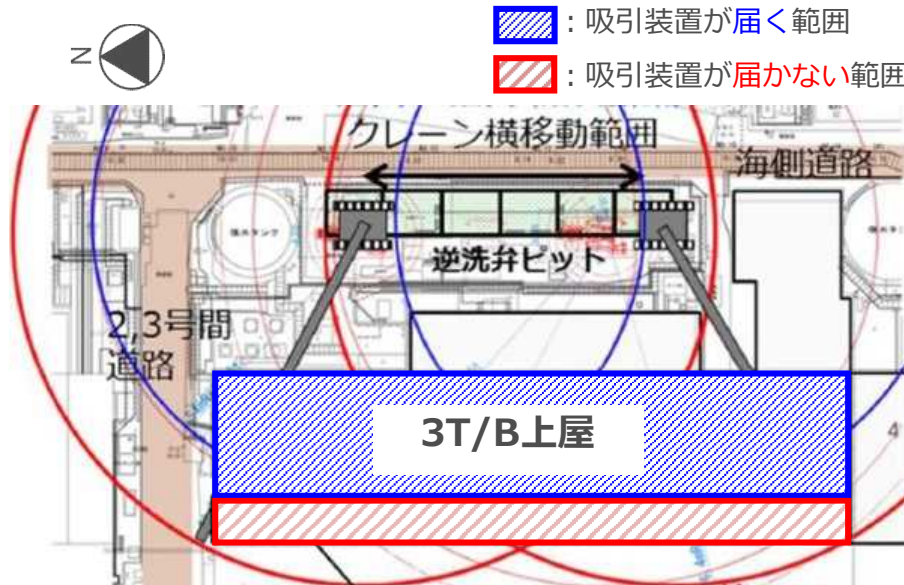 N
：吸引装置が届く範囲
：吸引装置が届かない範囲
クレーン横移動範囲
海側道路
逆洗弁ピット
2,3号間
道路
3T/B上屋